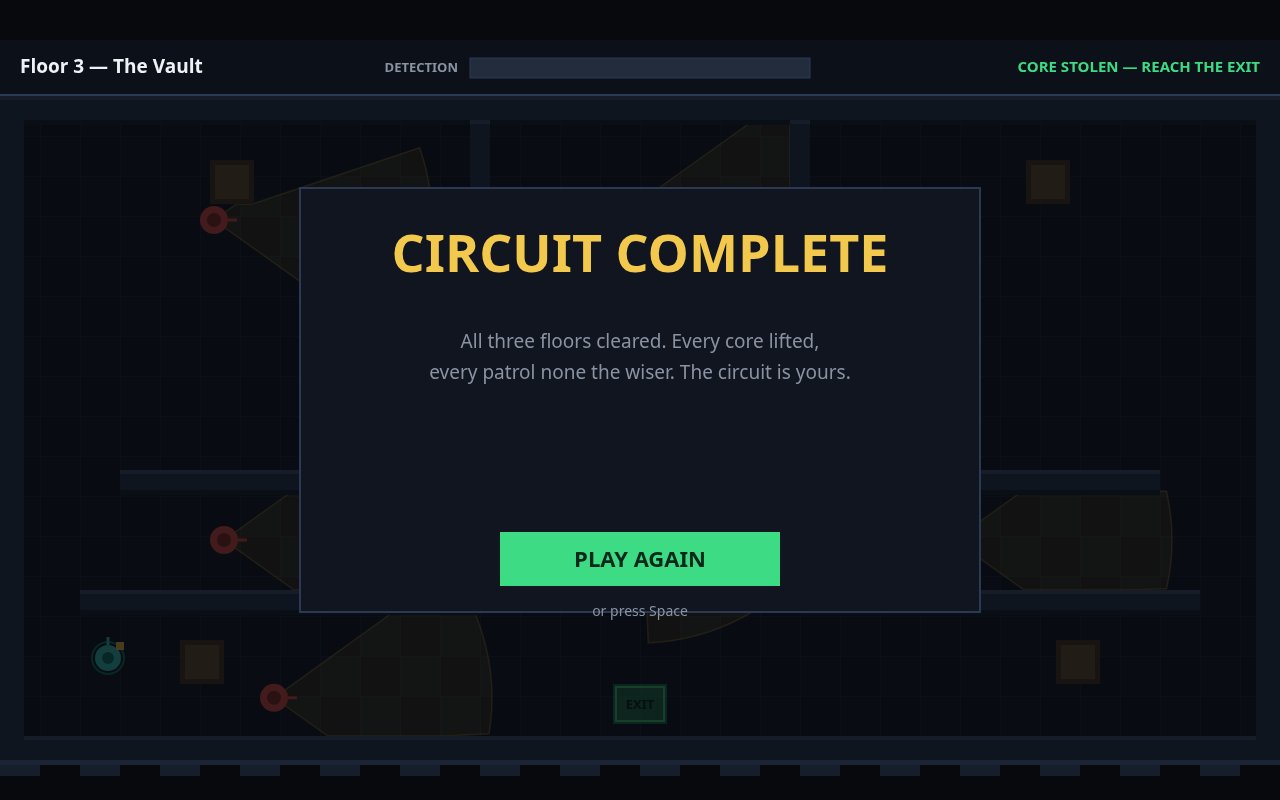 Floor 3 — The Vault
DETECTION
CORE STOLEN — REACH THE EXIT
CIRCUIT COMPLETE
All three floors cleared. Every core lifted,
every patrol none the wiser. The circuit is yours.
PLAY AGAIN
or press Space
EXIT